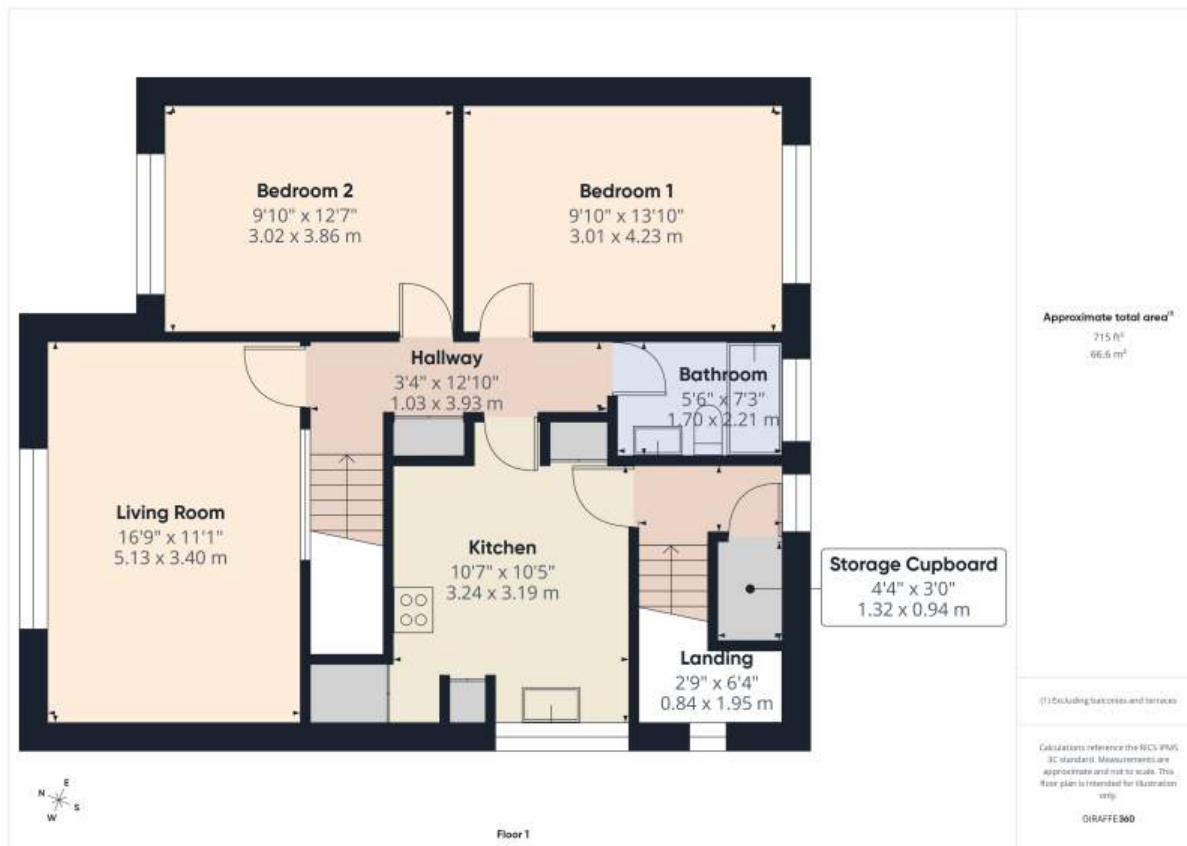 Bedroom 2
9'10" x 12'7"
3.02 x 3.86 m
Bedroom 1
9'10" x 13'10"
3.01 x 4.23 m
Hallway
3'4" x 12'10"
1.03 x 3.93 m
Bathroom
5'6" x 7'3"
1.70 x 2.21 m
Living Room
16'9" x 11'1"
5.13 x 3.40 m
Kitchen
10'7" x 10'5"
3.24 x 3.19 m
Storage Cupboard
4'4" x 3'0"
1.32 x 0.94 m
Landing
2'9" x 6'4"
0.84 x 1.95 m
N
E
S
W
Floor 1
Approximate total area(1)
715 ft²
66.6 m²
(1) Excluding balconies and terraces
Calculations reference the RICS IPMS
3C standard. Measurements are
approximate and not to scale. This
floor plan is intended for illustration
only.
GIRAFFE360